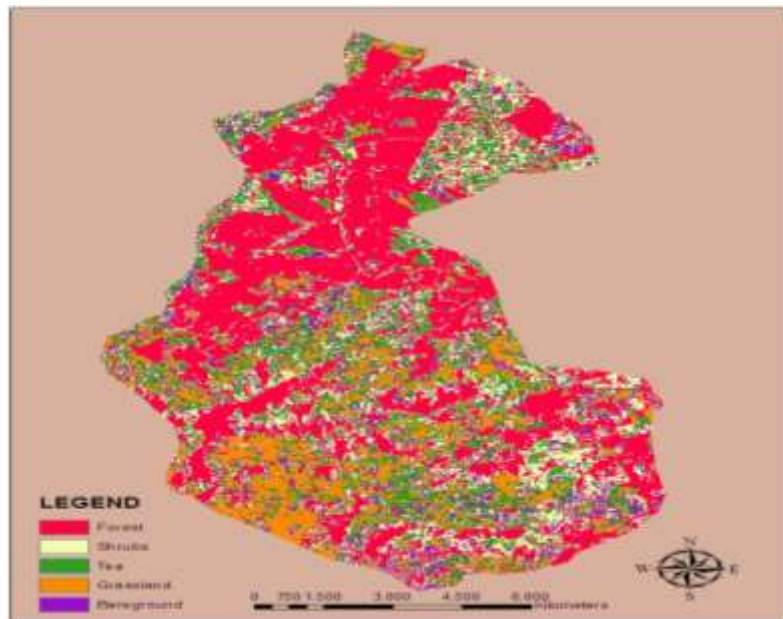 LEGEND
Forest
Shrubs
Tea
Grassland
Bareground
0 750 1,500 3,000 4,500 6,000
Kilometers
N
W E
S